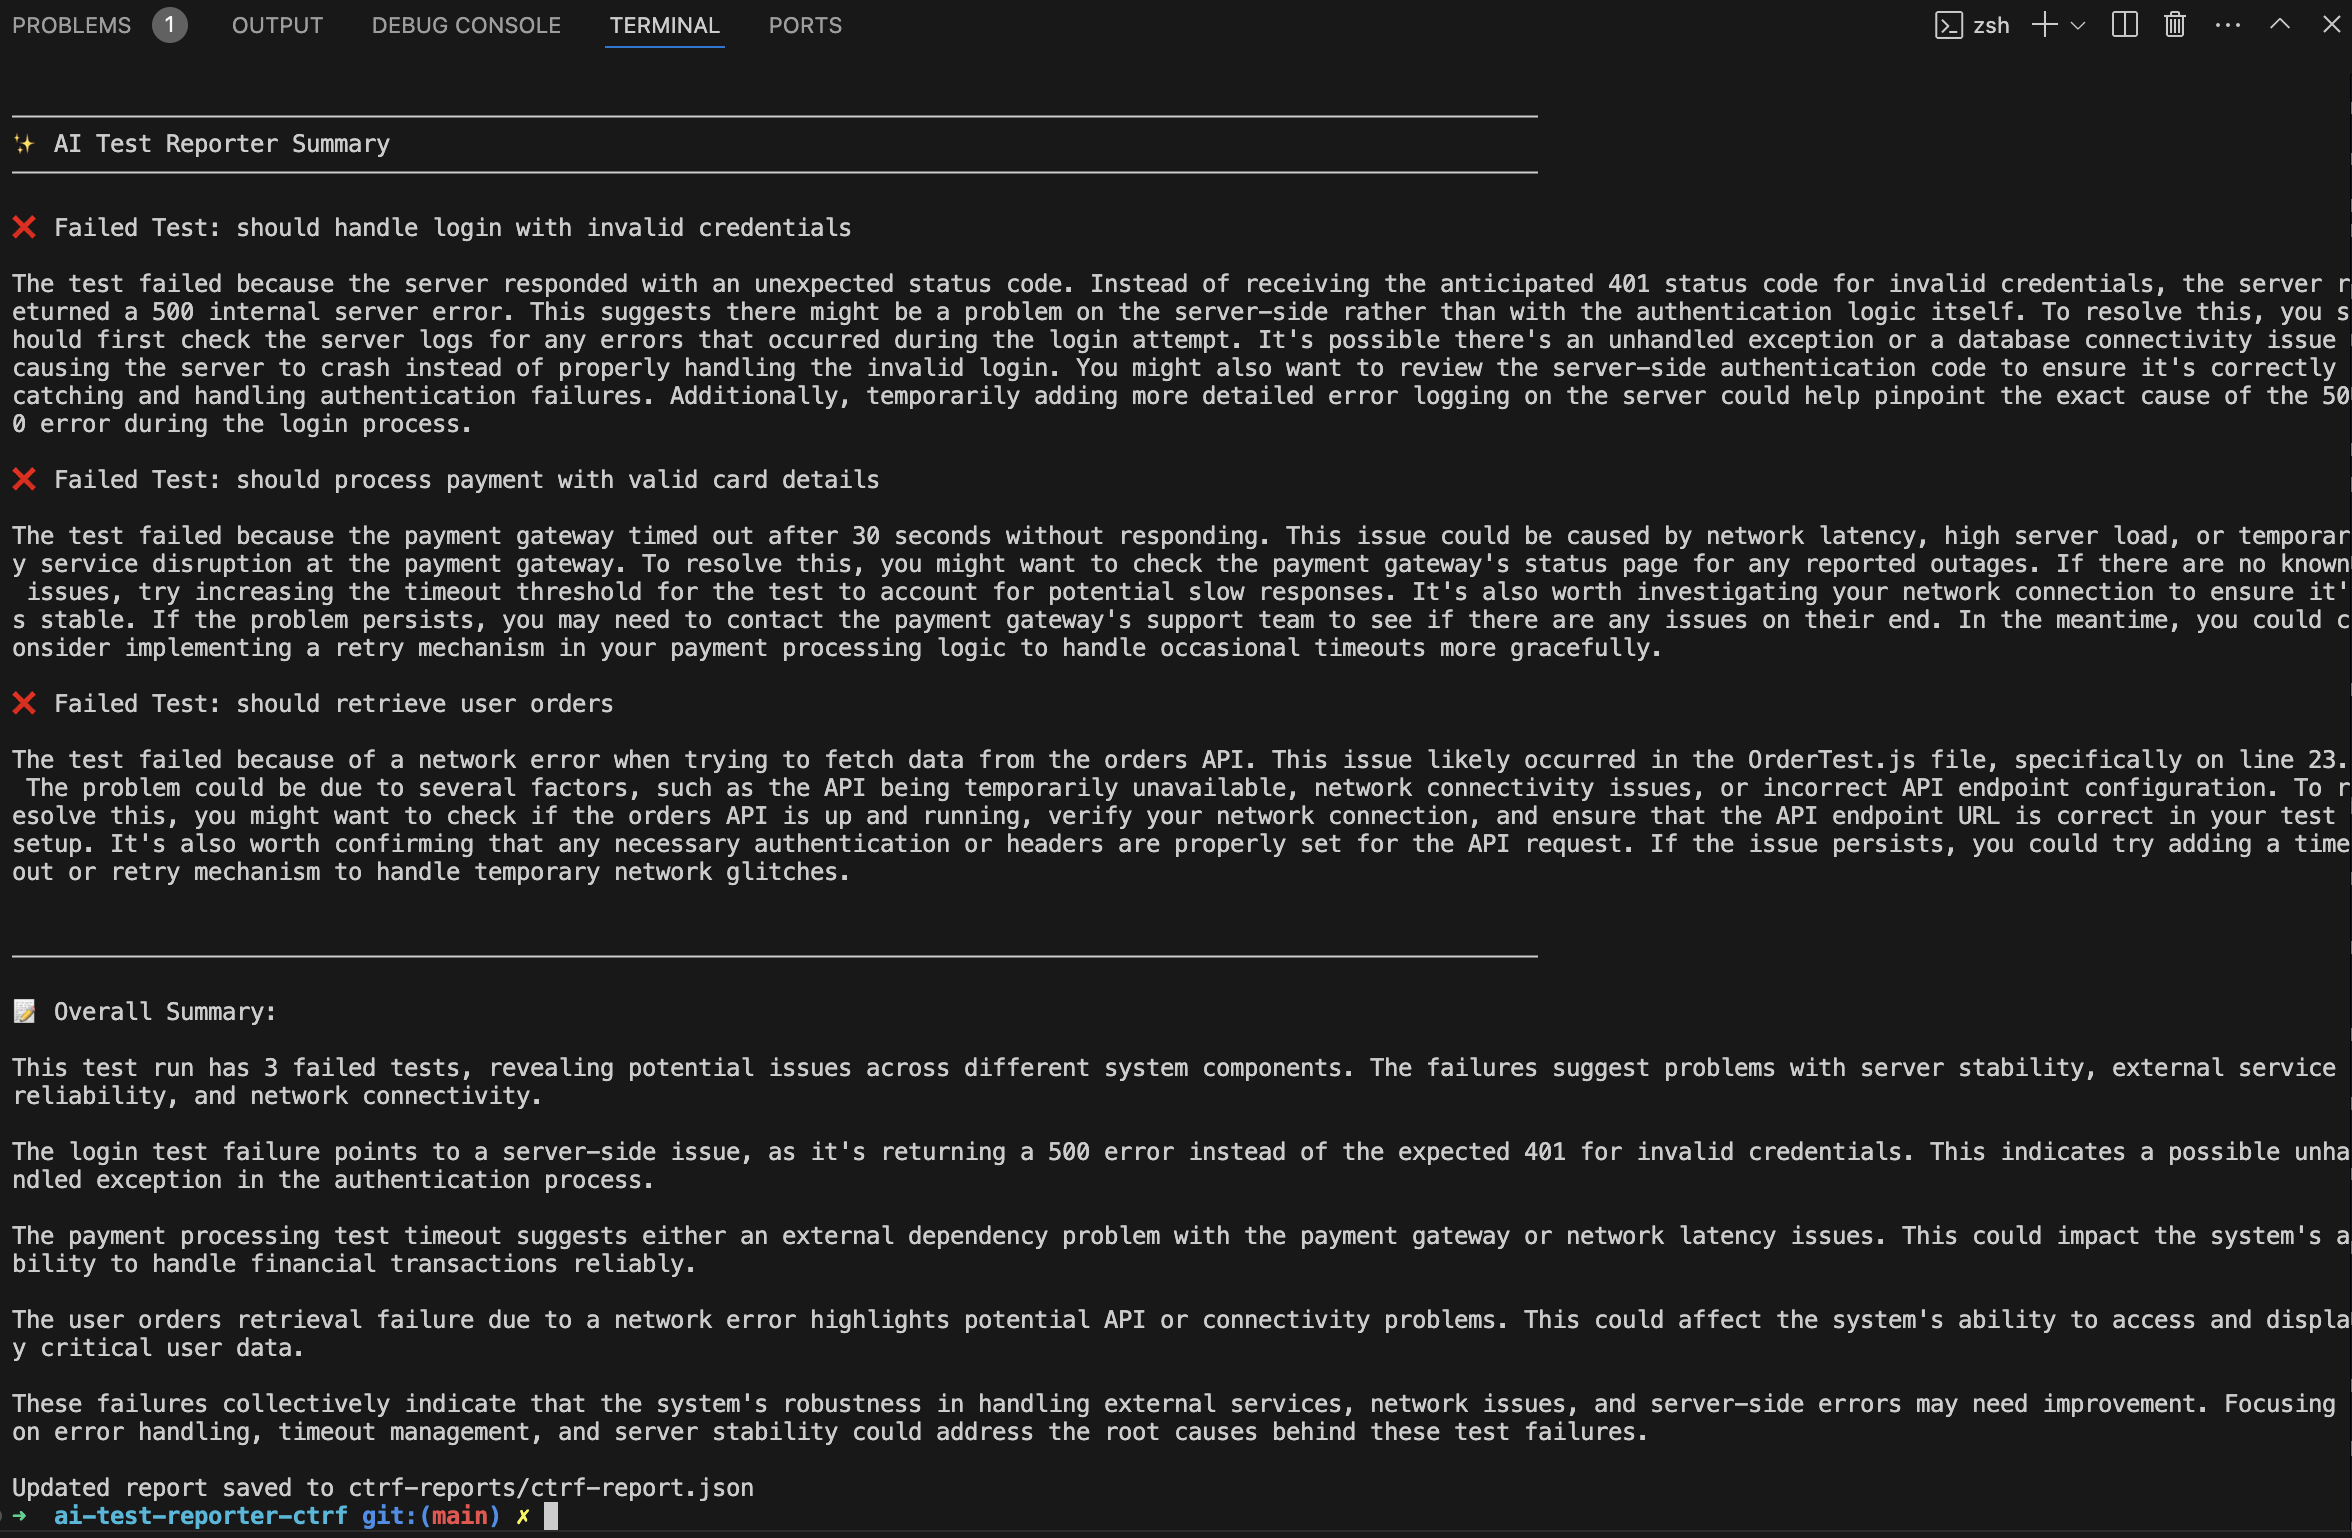 PROBLEMS 1 OUTPUT DEBUG CONSOLE TERMINAL PORTS zsh
✨ AI Test Reporter Summary
❌ Failed Test: should handle login with invalid credentials
The test failed because the server responded with an unexpected status code. Instead of receiving the anticipated 401 status code for invalid credentials, the server r
eturned a 500 internal server error. This suggests there might be a problem on the server-side rather than with the authentication logic itself. To resolve this, you s
hould first check the server logs for any errors that occurred during the login attempt. It's possible there's an unhandled exception or a database connectivity issue
causing the server to crash instead of properly handling the invalid login. You might also want to review the server-side authentication code to ensure it's correctly
catching and handling authentication failures. Additionally, temporarily adding more detailed error logging on the server could help pinpoint the exact cause of the 50
0 error during the login process.
❌ Failed Test: should process payment with valid card details
The test failed because the payment gateway timed out after 30 seconds without responding. This issue could be caused by network latency, high server load, or temporar
y service disruption at the payment gateway. To resolve this, you might want to check the payment gateway's status page for any reported outages. If there are no known
issues, try increasing the timeout threshold for the test to account for potential slow responses. It's also worth investigating your network connection to ensure it'
s stable. If the problem persists, you may need to contact the payment gateway's support team to see if there are any issues on their end. In the meantime, you could c
onsider implementing a retry mechanism in your payment processing logic to handle occasional timeouts more gracefully.
❌ Failed Test: should retrieve user orders
The test failed because of a network error when trying to fetch data from the orders API. This issue likely occurred in the OrderTest.js file, specifically on line 23.
The problem could be due to several factors, such as the API being temporarily unavailable, network connectivity issues, or incorrect API endpoint configuration. To r
esolve this, you might want to check if the orders API is up and running, verify your network connection, and ensure that the API endpoint URL is correct in your test
setup. It's also worth confirming that any necessary authentication or headers are properly set for the API request. If the issue persists, you could try adding a time
out or retry mechanism to handle temporary network glitches.
📝 Overall Summary:
This test run has 3 failed tests, revealing potential issues across different system components. The failures suggest problems with server stability, external service
reliability, and network connectivity.
The login test failure points to a server-side issue, as it's returning a 500 error instead of the expected 401 for invalid credentials. This indicates a possible unha
ndled exception in the authentication process.
The payment processing test timeout suggests either an external dependency problem with the payment gateway or network latency issues. This could impact the system's a
bility to handle financial transactions reliably.
The user orders retrieval failure due to a network error highlights potential API or connectivity problems. This could affect the system's ability to access and displa
y critical user data.
These failures collectively indicate that the system's robustness in handling external services, network issues, and server-side errors may need improvement. Focusing
on error handling, timeout management, and server stability could address the root causes behind these test failures.
Updated report saved to ctrf-reports/ctrf-report.json
➜ ai-test-reporter-ctrf git:(main) ✗